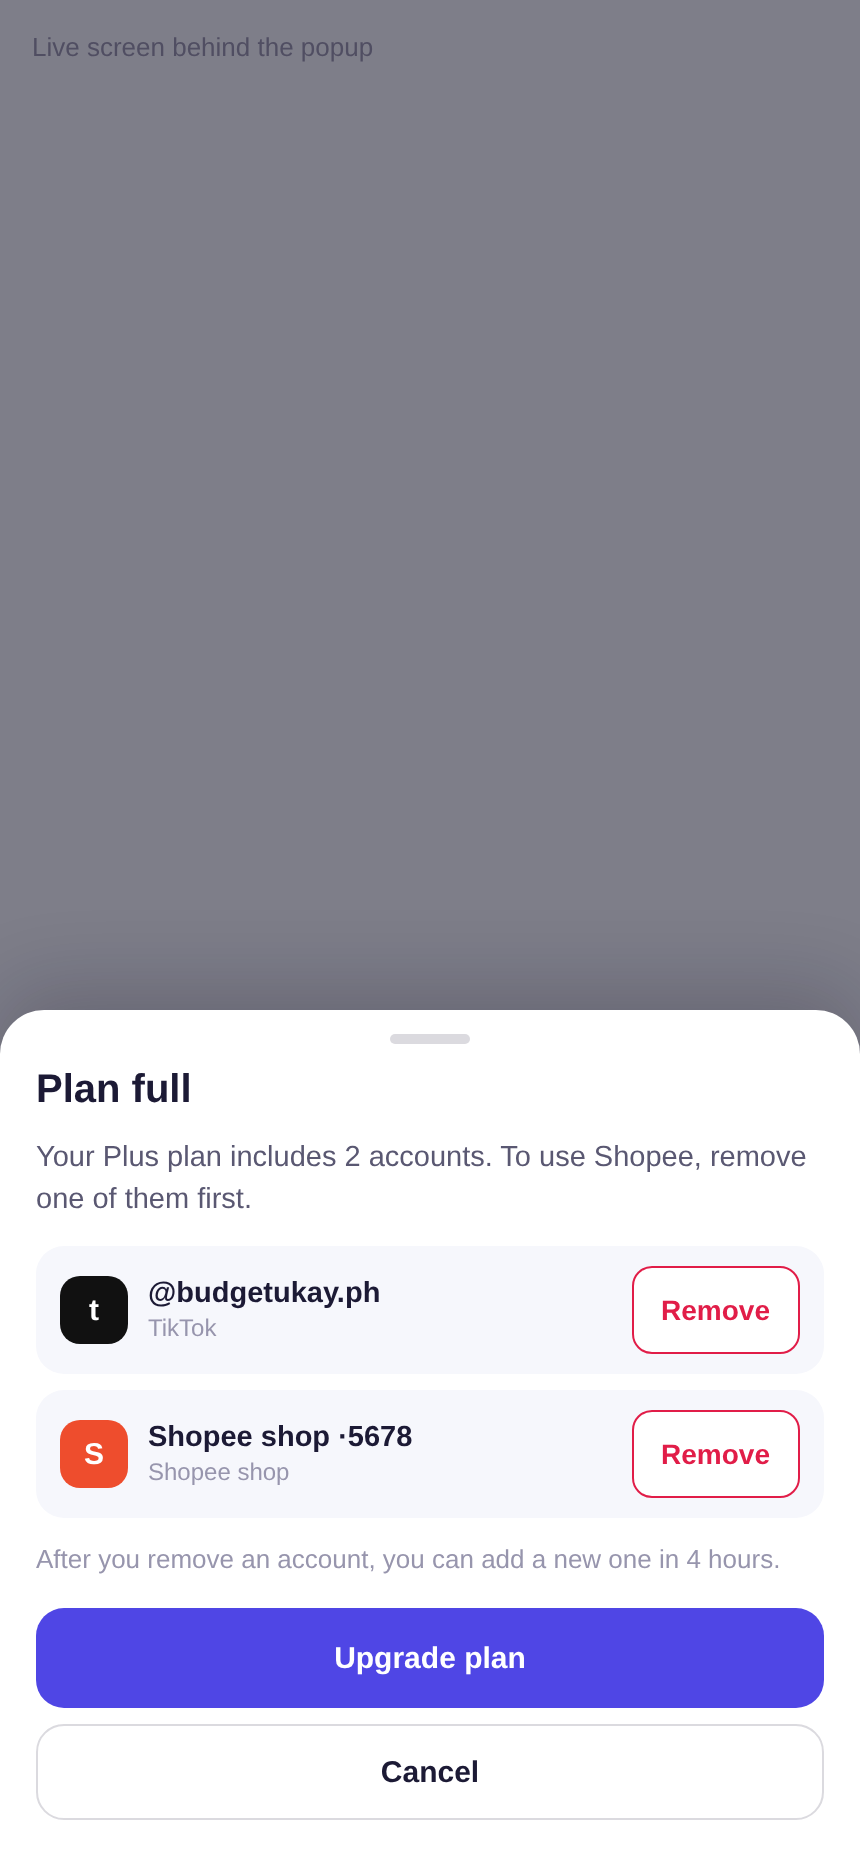 Live screen behind the popup
Plan full
Your Plus plan includes 2 accounts. To use Shopee, remove
one of them first.
t
@budgetukay.ph
TikTok
Remove
S
Shopee shop ·5678
Shopee shop
Remove
After you remove an account, you can add a new one in 4 hours.
Upgrade plan
Cancel